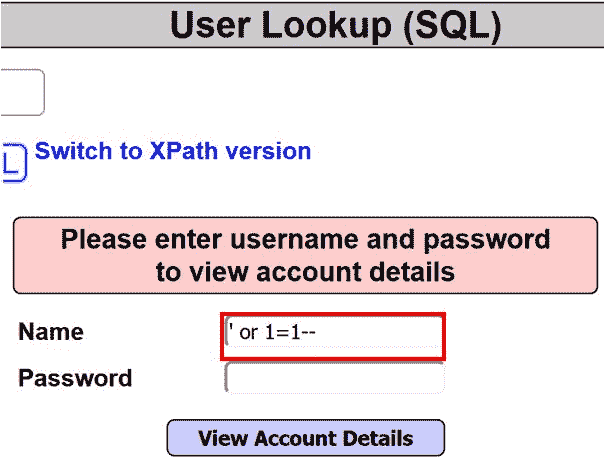 User Lookup (SQL)
L
Switch to XPath version
Please enter username and password
to view account details
Name
' or 1=1--
Password
View Account Details